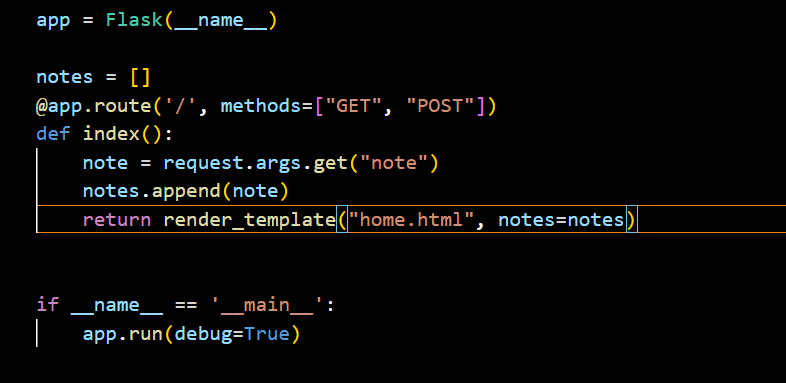 app = Flask(__name__)
notes = []
@app.route('/', methods=["GET", "POST"])
def index():
    note = request.args.get("note")
    notes.append(note)
    return render_template("home.html", notes=notes)
if __name__ == '__main__':
    app.run(debug=True)